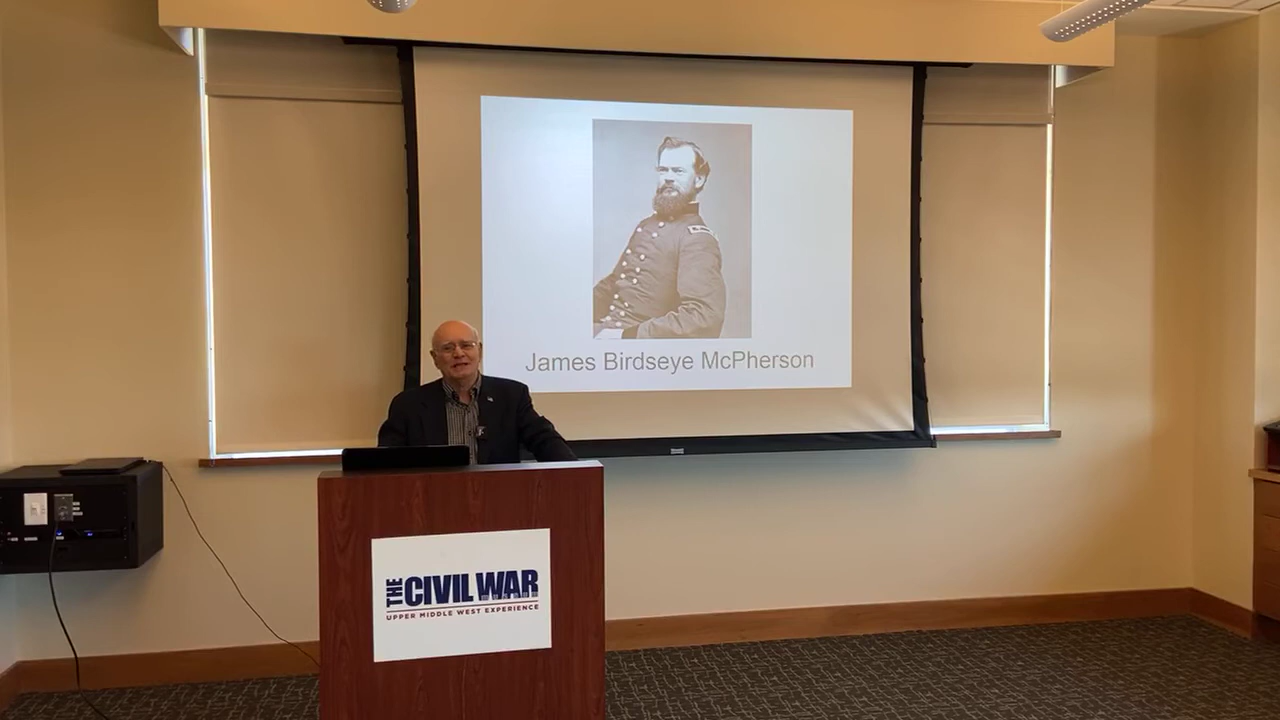 James Birdseye McPherson
THE CIVIL WAR
UPPER MIDDLE WEST EXPERIENCE